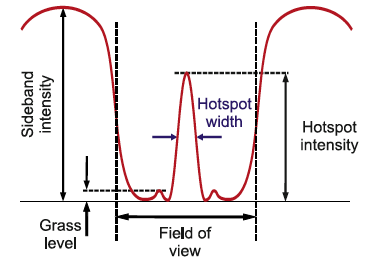 Sideband
intensity
Hotspot
width
Hotspot
intensity
Grass
level
Field of
view